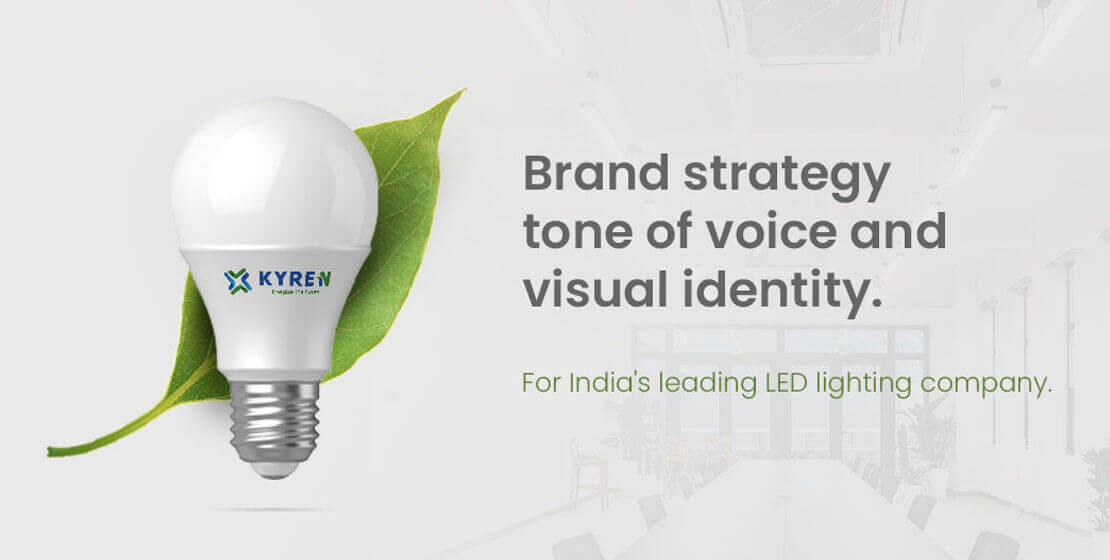 KYREN
Brand strategy
tone of voice and
visual identity.
For India's leading LED lighting company.